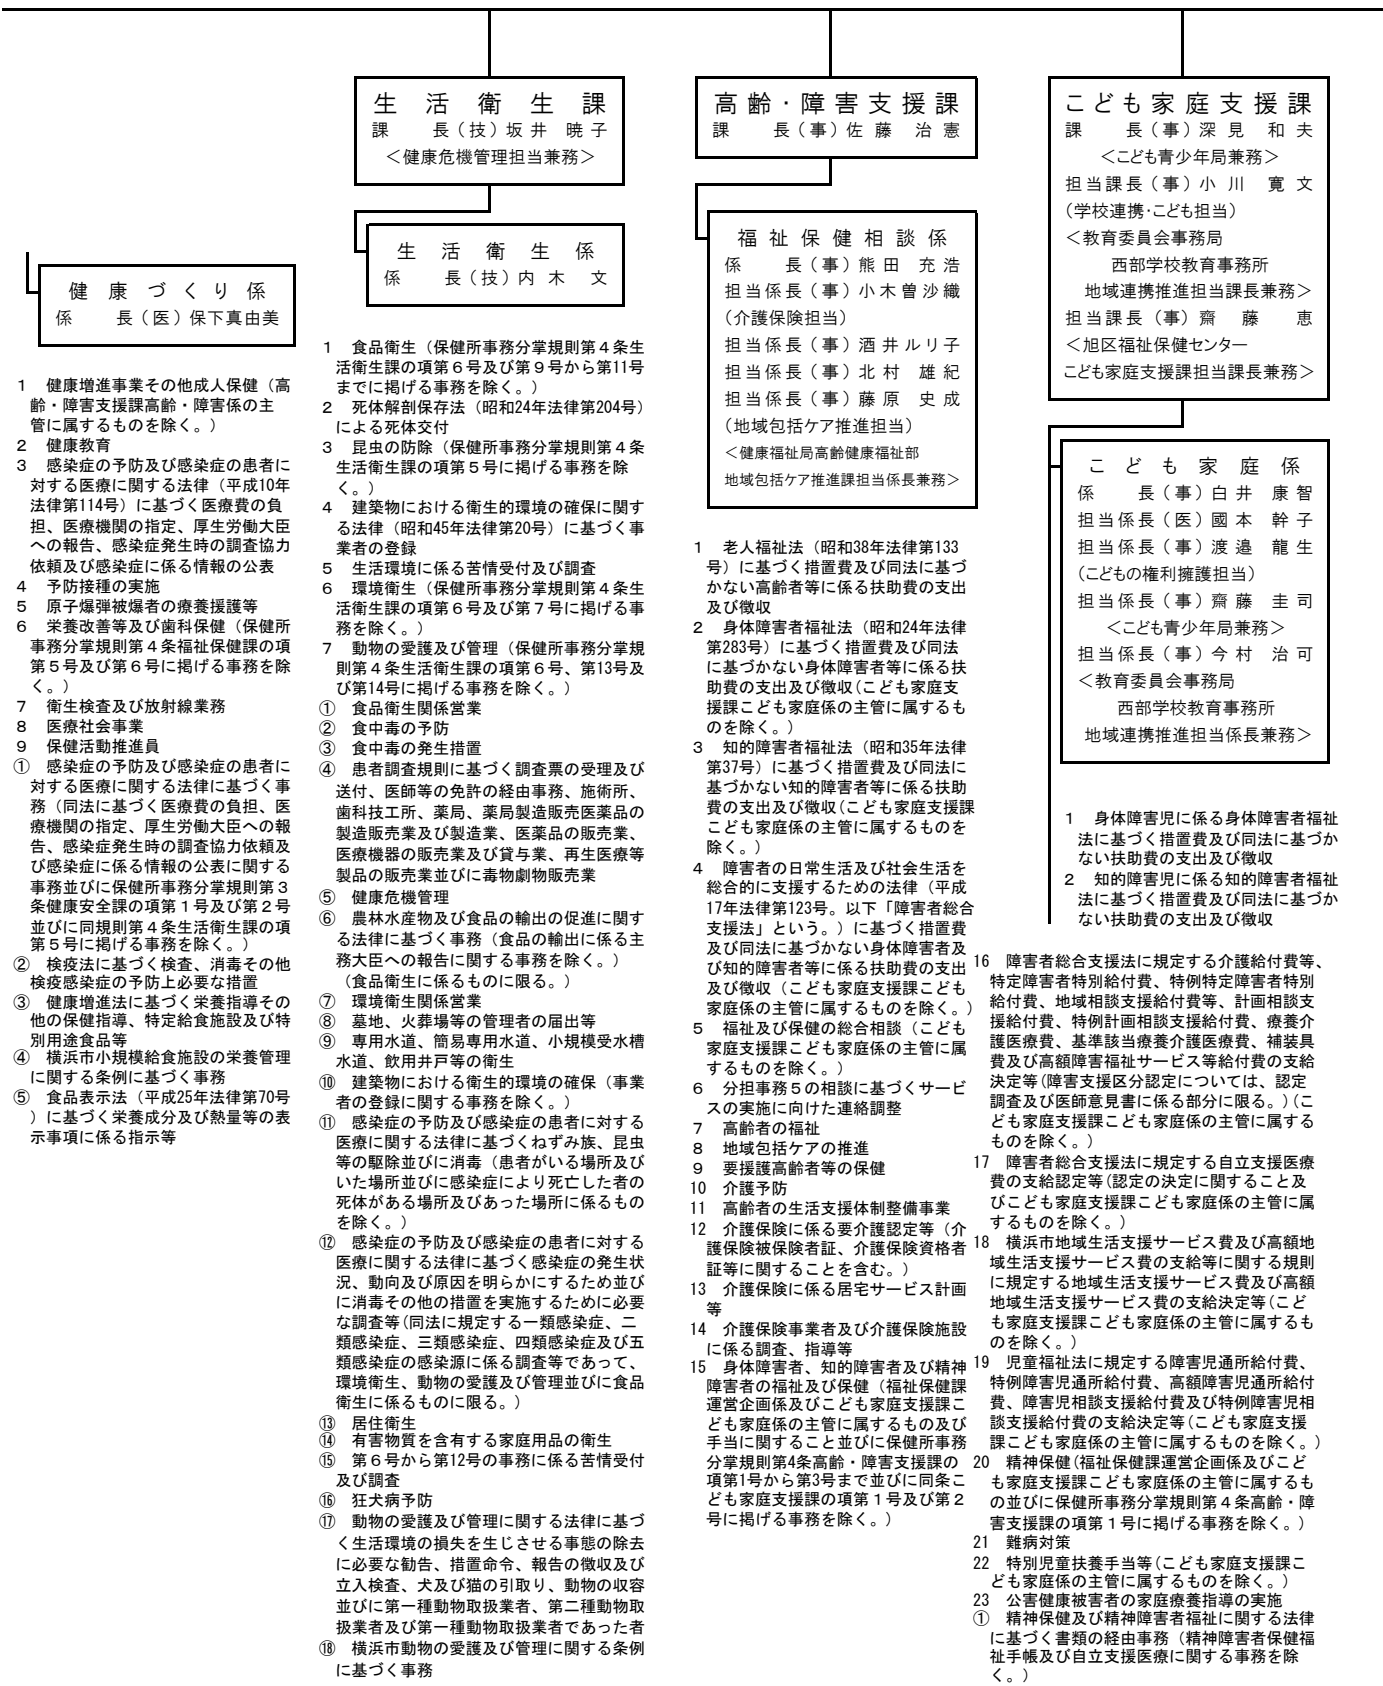 健康づくり係
係　　長（医）保下真由美
1　健康増進事業その他成人保健（高
齢・障害支援課高齢・障害係の主
管に属するものを除く。）
2　健康教育
3　感染症の予防及び感染症の患者に
対する医療に関する法律（平成10年
法律第114号）に基づく医療費の負
担、医療機関の指定、厚生労働大臣
への報告、感染症発生時の調査協力
依頼及び感染症に係る情報の公表
4　予防接種の実施
5　原子爆弾被爆者の療養援護等
6　栄養改善等及び歯科保健（保健所
事務分掌規則第４条福祉保健課の項
第５号及び第６号に掲げる事務を除
く。）
7　衛生検査及び放射線業務
8　医療社会事業
9　保健活動推進員
①　感染症の予防及び感染症の患者に
対する医療に関する法律に基づく事
務（同法に基づく医療費の負担、医
療機関の指定、厚生労働大臣への報
告、感染症発生時の調査協力依頼及
び感染症に係る情報の公表に関する
事務並びに保健所事務分掌規則第３
条健康安全課の項第１号及び第２号
並びに同規則第４条生活衛生課の項
第５号に掲げる事務を除く。）
②　検疫法に基づく検査、消毒その他
検疫感染症の予防上必要な措置
③　健康増進法に基づく栄養指導その
他の保健指導、特定給食施設及び特
別用途食品等
④　横浜市小規模給食施設の栄養管理
に関する条例に基づく事務
⑤　食品表示法（平成25年法律第70号
）に基づく栄養成分及び熱量等の表
示事項に係る指示等
生活衛生課
課　　長（技）坂井　暁子
＜健康危機管理担当兼務＞
生活衛生係
係　　長（技）内木　文
1　食品衛生（保健所事務分掌規則第４条生
活衛生課の項第６号及び第９号から第11号
までに掲げる事務を除く。）
2　死体解剖保存法（昭和24年法律第204号）
による死体交付
3　昆虫の防除（保健所事務分掌規則第４条
生活衛生課の項第５号に掲げる事務を除
く。）
4　建築物における衛生的環境の確保に関す
る法律（昭和45年法律第20号）に基づく事
業者の登録
5　生活環境に係る苦情受付及び調査
6　環境衛生（保健所事務分掌規則第４条生
活衛生課の項第６号及び第７号に掲げる事
務を除く。）
7　動物の愛護及び管理（保健所事務分掌規
則第４条生活衛生課の項第６号、第13号及
び第14号に掲げる事務を除く。）
①　食品衛生関係営業
②　食中毒の予防
③　食中毒の発生措置
④　患者調査規則に基づく調査票の受理及び
送付、医師等の免許の経由事務、施術所、
歯科技工所、薬局、薬局製造販売医薬品の
製造販売業及び製造業、医薬品の販売業、
医療機器の販売業及び貸与業、再生医療等
製品の販売業並びに毒物劇物販売業
⑤　健康危機管理
⑥　農林水産物及び食品の輸出の促進に関す
る法律に基づく事務（食品の輸出に係る主
務大臣への報告に関する事務を除く。）
（食品衛生に係るものに限る。）
⑦　環境衛生関係営業
⑧　墓地、火葬場等の管理者の届出等
⑨　専用水道、簡易専用水道、小規模受水槽
水道、飲用井戸等の衛生
⑩　建築物における衛生的環境の確保（事業
者の登録に関する事務を除く。）
⑪　感染症の予防及び感染症の患者に対する
医療に関する法律に基づくねずみ族、昆虫
等の駆除並びに消毒（患者がいる場所及び
いた場所並びに感染症により死亡した者の
死体がある場所及びあった場所に係るもの
を除く。）
⑫　感染症の予防及び感染症の患者に対する
医療に関する法律に基づく感染症の発生状
況、動向及び原因を明らかにするため並び
に消毒その他の措置を実施するために必要
な調査等(同法に規定する一類感染症、二
類感染症、三類感染症、四類感染症及び五
類感染症の感染源に係る調査等であって、
環境衛生、動物の愛護及び管理並びに食品
衛生に係るものに限る。）
⑬　居住衛生
⑭　有害物質を含有する家庭用品の衛生
⑮　第６号から第12号の事務に係る苦情受付
及び調査
⑯　狂犬病予防
⑰　動物の愛護及び管理に関する法律に基づ
く生活環境の損失を生じさせる事態の除去
に必要な勧告、措置命令、報告の徴収及び
立入検査、犬及び猫の引取り、動物の収容
並びに第一種動物取扱業者、第二種動物取
扱業者及び第一種動物取扱業者であった者
⑱　横浜市動物の愛護及び管理に関する条例
に基づく事務
高齢・障害支援課
課　　長（事）佐藤　治憲
福祉保健相談係
係　　長（事）熊田　充浩
担当係長（事）小木曽沙織
（介護保険担当）
担当係長（事）酒井ルリ子
担当係長（事）北村　雄紀
担当係長（事）藤原　史成
（地域包括ケア推進担当）
＜健康福祉局高齢健康福祉部
地域包括ケア推進課担当係長兼務＞
1　老人福祉法（昭和38年法律第133
号）に基づく措置費及び同法に基づ
かない高齢者等に係る扶助費の支出
及び徴収
2　身体障害者福祉法（昭和24年法律
第283号）に基づく措置費及び同法
に基づかない身体障害者等に係る扶
助費の支出及び徴収(こども家庭支
援課こども家庭係の主管に属するも
のを除く。）
3　知的障害者福祉法（昭和35年法律
第37号）に基づく措置費及び同法に
基づかない知的障害者等に係る扶助
費の支出及び徴収(こども家庭支援課
こども家庭係の主管に属するものを
除く。）
4　障害者の日常生活及び社会生活を
総合的に支援するための法律（平成
17年法律第123号。以下「障害者総合
支援法」という。）に基づく措置費
及び同法に基づかない身体障害者及
び知的障害者等に係る扶助費の支出
及び徴収（こども家庭支援課こども
家庭係の主管に属するものを除く。）
5　福祉及び保健の総合相談（こども
家庭支援課こども家庭係の主管に属
するものを除く。）
6　分担事務５の相談に基づくサービ
スの実施に向けた連絡調整
7　高齢者の福祉
8　地域包括ケアの推進
9　要援護高齢者等の保健
10　介護予防
11　高齢者の生活支援体制整備事業
12　介護保険に係る要介護認定等（介
護保険被保険者証、介護保険資格者
証等に関することを含む。）
13　介護保険に係る居宅サービス計画
等
14　介護保険事業者及び介護保険施設
に係る調査、指導等
15　身体障害者、知的障害者及び精神
障害者の福祉及び保健（福祉保健課
運営企画係及びこども家庭支援課こ
ども家庭係の主管に属するもの及び
手当に関すること並びに保健所事務
分掌規則第4条高齢・障害支援課の
項第1号から第3号まで並びに同条こ
ども家庭支援課の項第１号及び第２
号に掲げる事務を除く。）
こども家庭支援課
課　　長（事）深見　和夫
＜こども青少年局兼務＞
担当課長（事）小川　寛文
（学校連携・こども担当）
＜教育委員会事務局
西部学校教育事務所
地域連携推進担当課長兼務＞
担当課長（事）齋藤　恵
＜旭区福祉保健センター
こども家庭支援課担当課長兼務＞
こども家庭係
係　　長（事）白井　康智
担当係長（医）國本　幹子
担当係長（事）渡邉　龍生
（こどもの権利擁護担当）
担当係長（事）齋藤　圭司
＜こども青少年局兼務＞
担当係長（事）今村　治可
＜教育委員会事務局
西部学校教育事務所
地域連携推進担当係長兼務＞
1　身体障害児に係る身体障害者福祉
法に基づく措置費及び同法に基づか
ない扶助費の支出及び徴収
2　知的障害児に係る知的障害者福祉
法に基づく措置費及び同法に基づか
ない扶助費の支出及び徴収
16　障害者総合支援法に規定する介護給付費等、
特定障害者特別給付費、特例特定障害者特別
給付費、地域相談支援給付費等、計画相談支
援給付費、特例計画相談支援給付費、療養介
護医療費、基準該当療養介護医療費、補装具
費及び高額障害福祉サービス等給付費の支給
決定等(障害支援区分認定については、認定
調査及び医師意見書に係る部分に限る。)(こ
ども家庭支援課こども家庭係の主管に属する
ものを除く。）
17　障害者総合支援法に規定する自立支援医療
費の支給認定等(認定の決定に関すること及
びこども家庭支援課こども家庭係の主管に属
するものを除く。）
18　横浜市地域生活支援サービス費及び高額地
域生活支援サービス費の支給等に関する規則
に規定する地域生活支援サービス費及び高額
地域生活支援サービス費の支給決定等(こど
も家庭支援課こども家庭係の主管に属するも
のを除く。）
19　児童福祉法に規定する障害児通所給付費、
特例障害児通所給付費、高額障害児通所給付
費、障害児相談支援給付費及び特例障害児相
談支援給付費の支給決定等(こども家庭支援
課こども家庭係の主管に属するものを除く。）
20　精神保健(福祉保健課運営企画係及びこど
も家庭支援課こども家庭係の主管に属するも
の並びに保健所事務分掌規則第４条高齢・障
害支援課の項第１号に掲げる事務を除く。）
21　難病対策
22　特別児童扶養手当等(こども家庭支援課こ
ども家庭係の主管に属するものを除く。）
23　公害健康被害者の家庭療養指導の実施
①　精神保健及び精神障害者福祉に関する法律
に基づく書類の経由事務（精神障害者保健福
祉手帳及び自立支援医療に関する事務を除
く。）